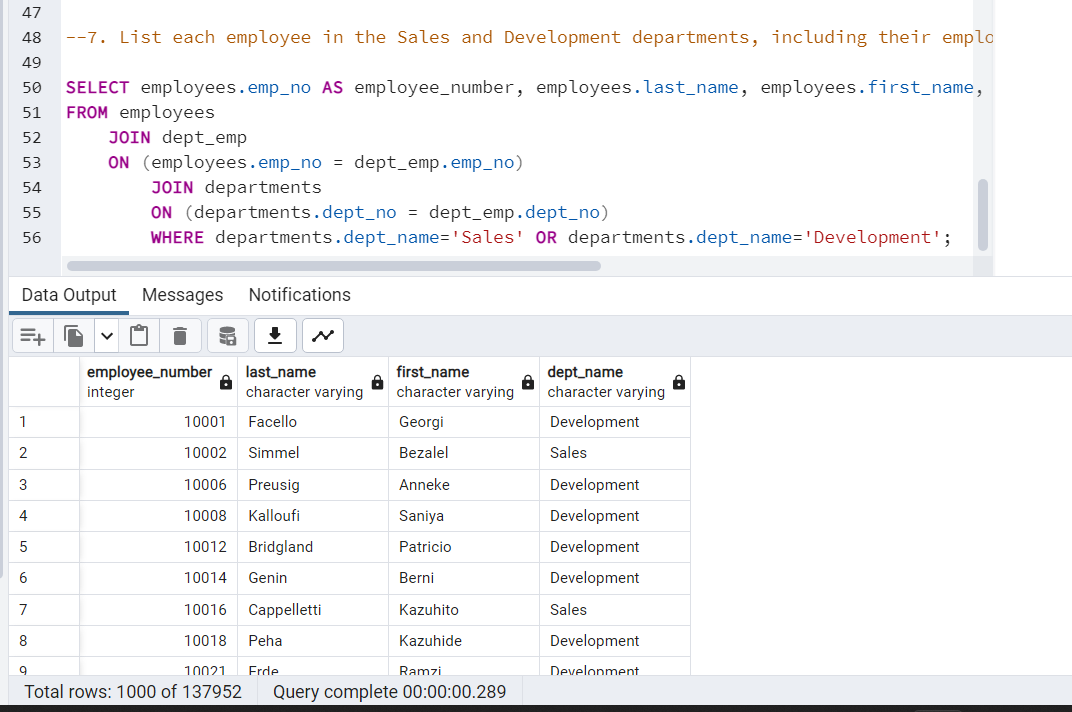 47
48 --7. List each employee in the Sales and Development departments, including their emplo
49
50 SELECT employees.emp_no AS employee_number, employees.last_name, employees.first_name,
51 FROM employees
52 JOIN dept_emp
53 ON (employees.emp_no = dept_emp.emp_no)
54 JOIN departments
55 ON (departments.dept_no = dept_emp.dept_no)
56 WHERE departments.dept_name='Sales' OR departments.dept_name='Development';
Data Output Messages Notifications
employee_number last_name first_name dept_name
integer character varying character varying character varying
1 10001 Facello Georgi Development
2 10002 Simmel Bezalel Sales
3 10006 Preusig Anneke Development
4 10008 Kalloufi Saniya Development
5 10012 Bridgland Patricio Development
6 10014 Genin Berni Development
7 10016 Cappelletti Kazuhito Sales
8 10018 Peha Kazuhide Development
9 10021 Erde Ramzi Development
Total rows: 1000 of 137952 Query complete 00:00:00.289